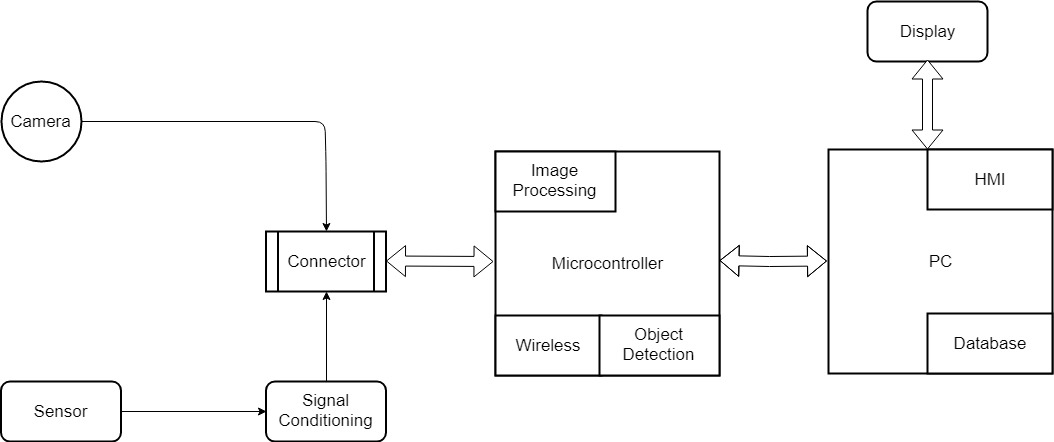 Display
Camera
Image
Processing
HMI
Connector
Microcontroller
PC
Wireless
Object
Detection
Database
Sensor
Signal
Conditioning